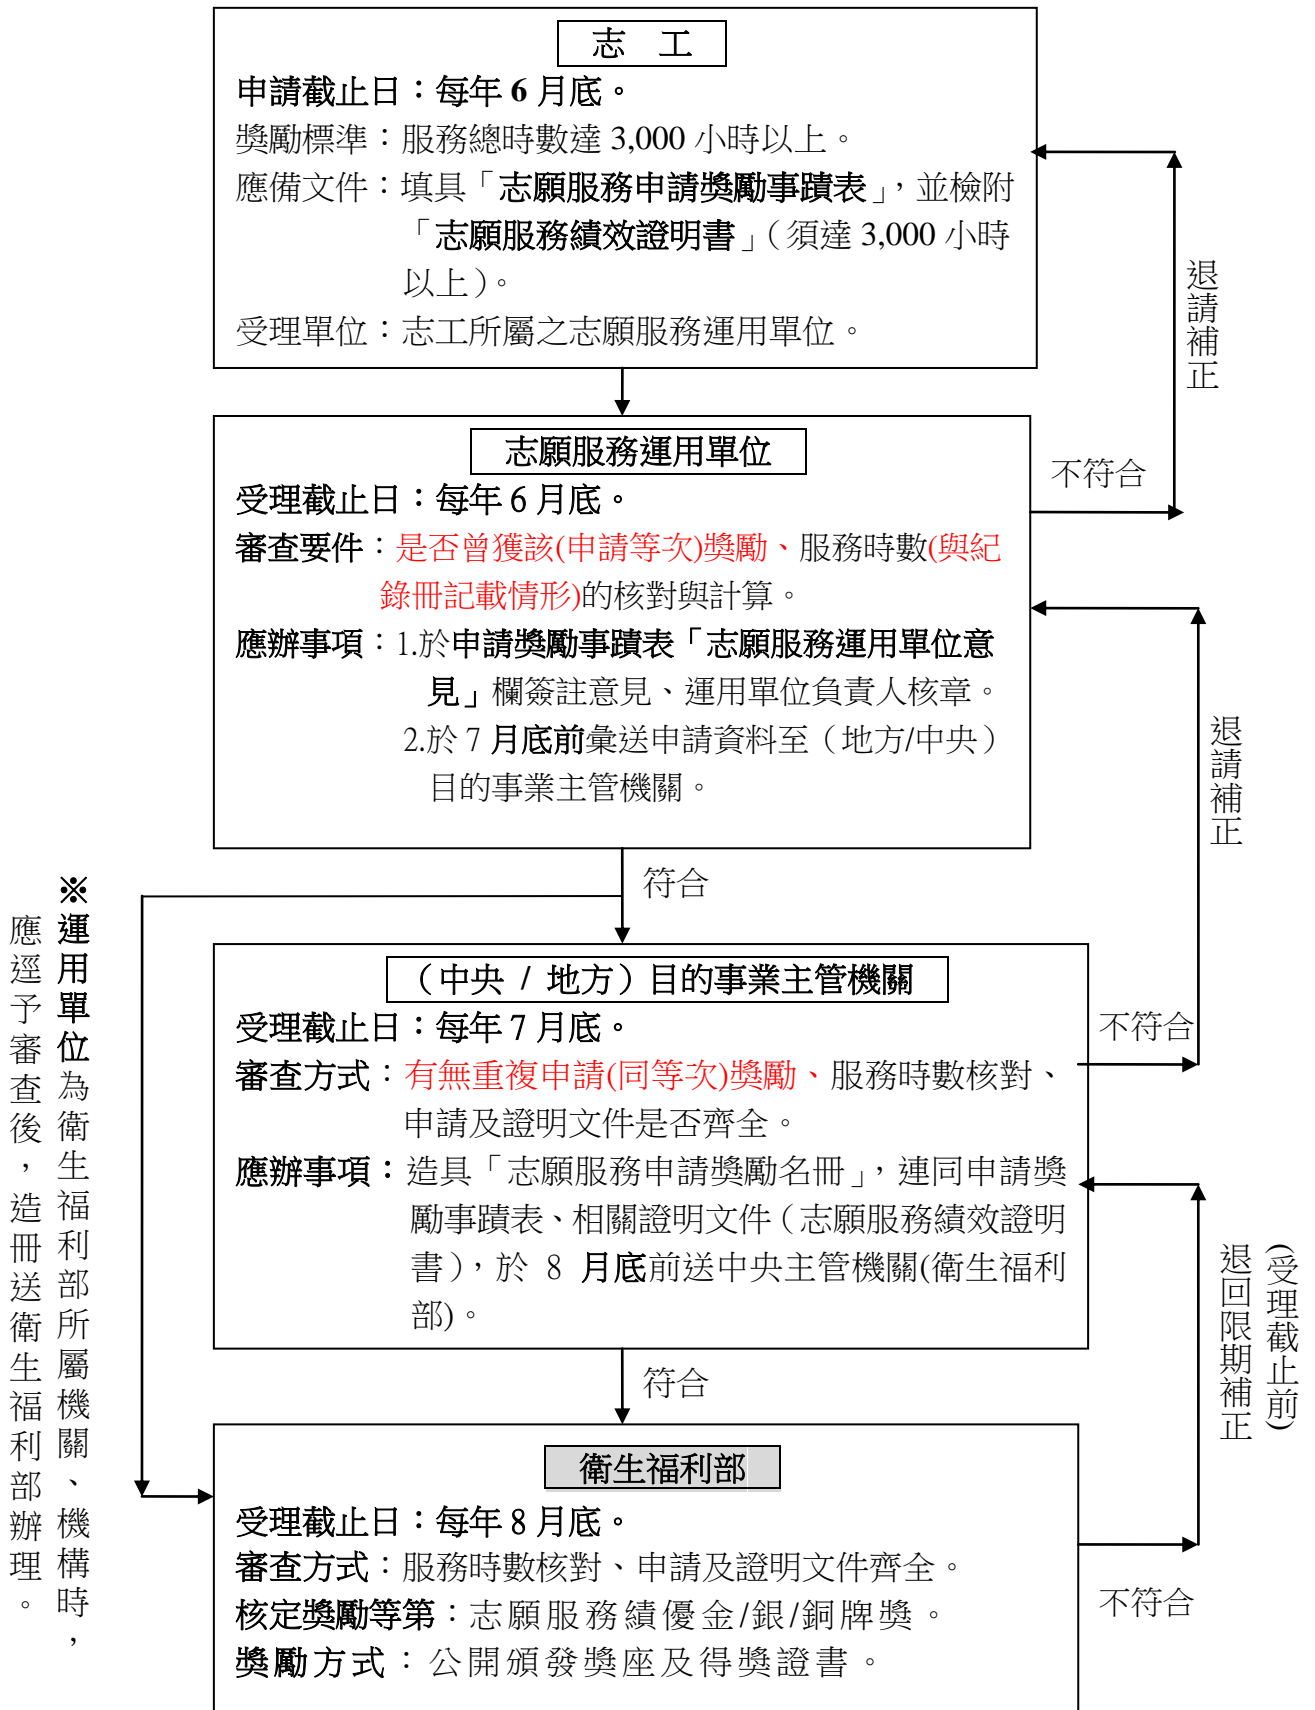 志　工
申請截止日：每年 6 月底。
獎勵標準：服務總時數達 3,000 小時以上。
應備文件：填具「志願服務申請獎勵事蹟表」，並檢附
「志願服務績效證明書」（須達 3,000 小時
以上）。
受理單位：志工所屬之志願服務運用單位。
退請補正
志願服務運用單位
受理截止日：每年 6 月底。
審查要件：是否曾獲該(申請等次)獎勵、服務時數(與紀
錄冊記載情形)的核對與計算。
應辦事項：1.於申請獎勵事蹟表「志願服務運用單位意
見」欄簽註意見、運用單位負責人核章。
2.於 7 月底前彙送申請資料至（地方/中央）
目的事業主管機關。
不符合
退請補正
符合
※運用單位為衛生福利部所屬機關、機構時，
應逕予審查後，造冊送衛生福利部辦理。
（中央 / 地方）目的事業主管機關
受理截止日：每年 7 月底。
審查方式：有無重複申請(同等次)獎勵、服務時數核對、
申請及證明文件是否齊全。
應辦事項：造具「志願服務申請獎勵名冊」，連同申請獎
勵事蹟表、相關證明文件（志願服務績效證明
書），於 8 月底前送中央主管機關(衛生福利
部)。
不符合
(受理截止前)
退回限期補正
符合
衛生福利部
受理截止日：每年 8 月底。
審查方式：服務時數核對、申請及證明文件齊全。
核定獎勵等第：志願服務績優金/銀/銅牌獎。
獎勵方式：公開頒發獎座及得獎證書。
不符合